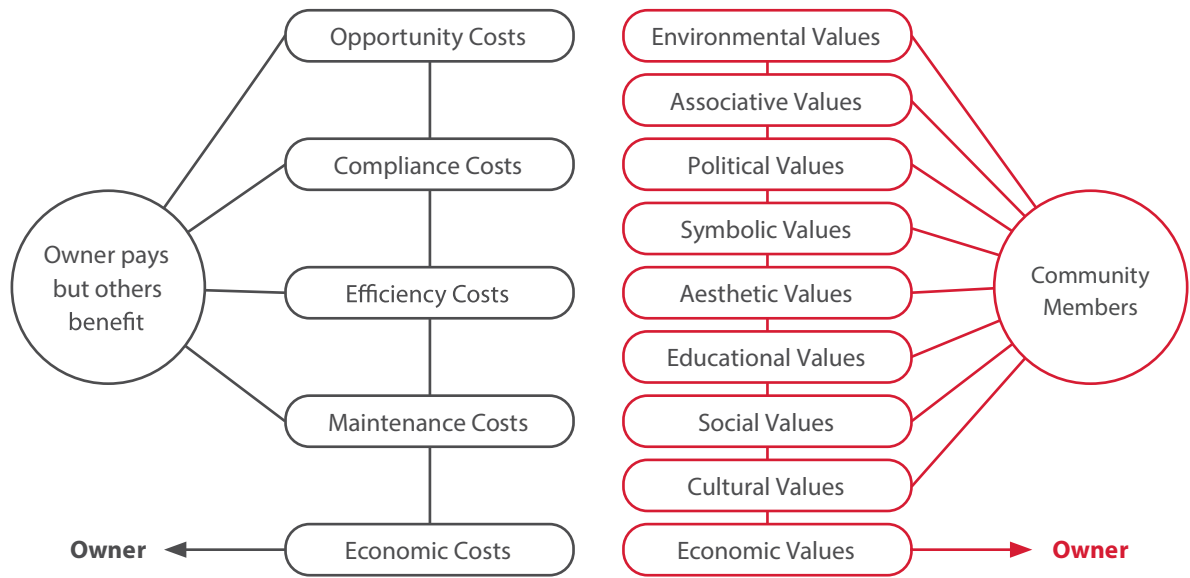 Opportunity Costs
Compliance Costs
Owner pays
but others
benefit
Efficiency Costs
Maintenance Costs
Owner
Economic Costs
Environmental Values
Associative Values
Political Values
Symbolic Values
Aesthetic Values
Educational Values
Social Values
Cultural Values
Economic Values
Community
Members
Owner